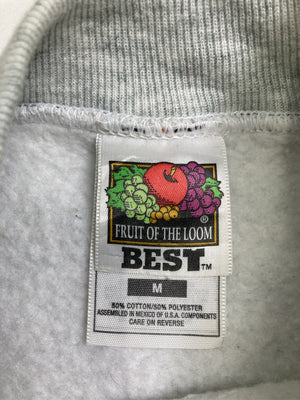 ®
FRUIT OF THE LOOM
BEST™
M
50% COTTON/50% POLYESTER
ASSEMBLED IN MEXICO OF U.S. COMPONENTS
CARE ON REVERSE